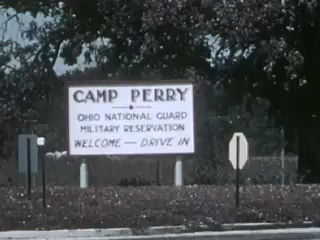 CAMP PERRY
OHIO NATIONAL GUARD
MILITARY RESERVATION
WELCOME — DRIVE IN